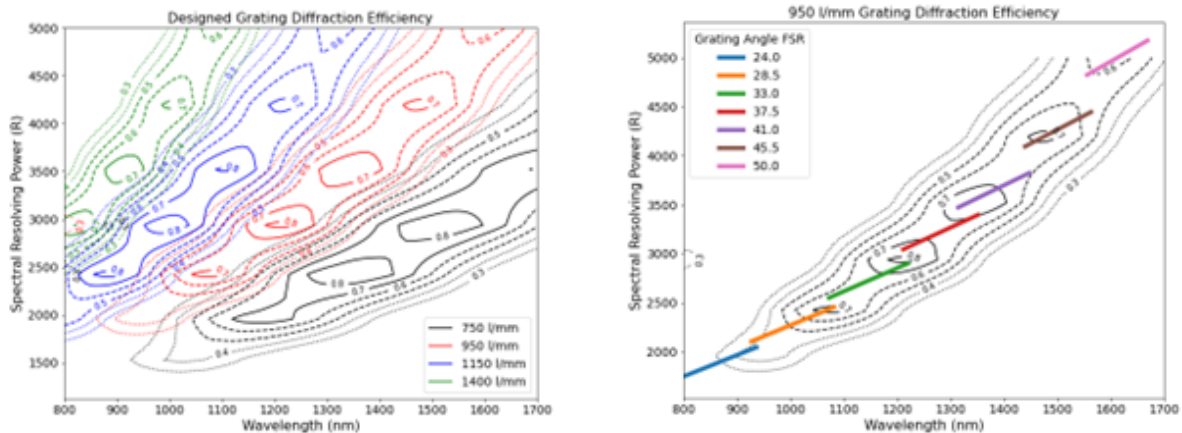 Designed Grating Diffraction Efficiency
Spectral Resolving Power (R)
5000
4500
4000
3500
3000
2500
2000
1500
800 900 1000 1100 1200 1300 1400 1500 1600 1700
Wavelength (nm)
750 l/mm
950 l/mm
1150 l/mm
1400 l/mm
950 l/mm Grating Diffraction Efficiency
Grating Angle FSR
24.0
28.5
33.0
37.5
41.0
45.5
50.0
Spectral Resolving Power (R)
5000
4500
4000
3500
3000
2500
2000
800 900 1000 1100 1200 1300 1400 1500 1600 1700
Wavelength (nm)